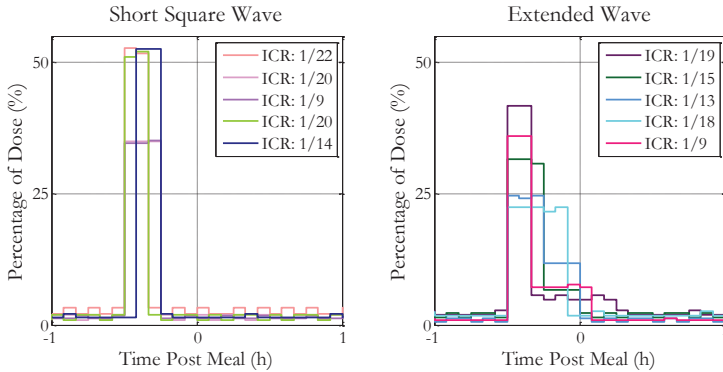 Short Square Wave
Percentage of Dose (%)
50
25
0
-1
0
1
Time Post Meal (h)
ICR: 1/22
ICR: 1/20
ICR: 1/9
ICR: 1/20
ICR: 1/14
Extended Wave
Percentage of Dose (%)
50
25
0
-1
0
Time Post Meal (h)
ICR: 1/19
ICR: 1/15
ICR: 1/13
ICR: 1/18
ICR: 1/9